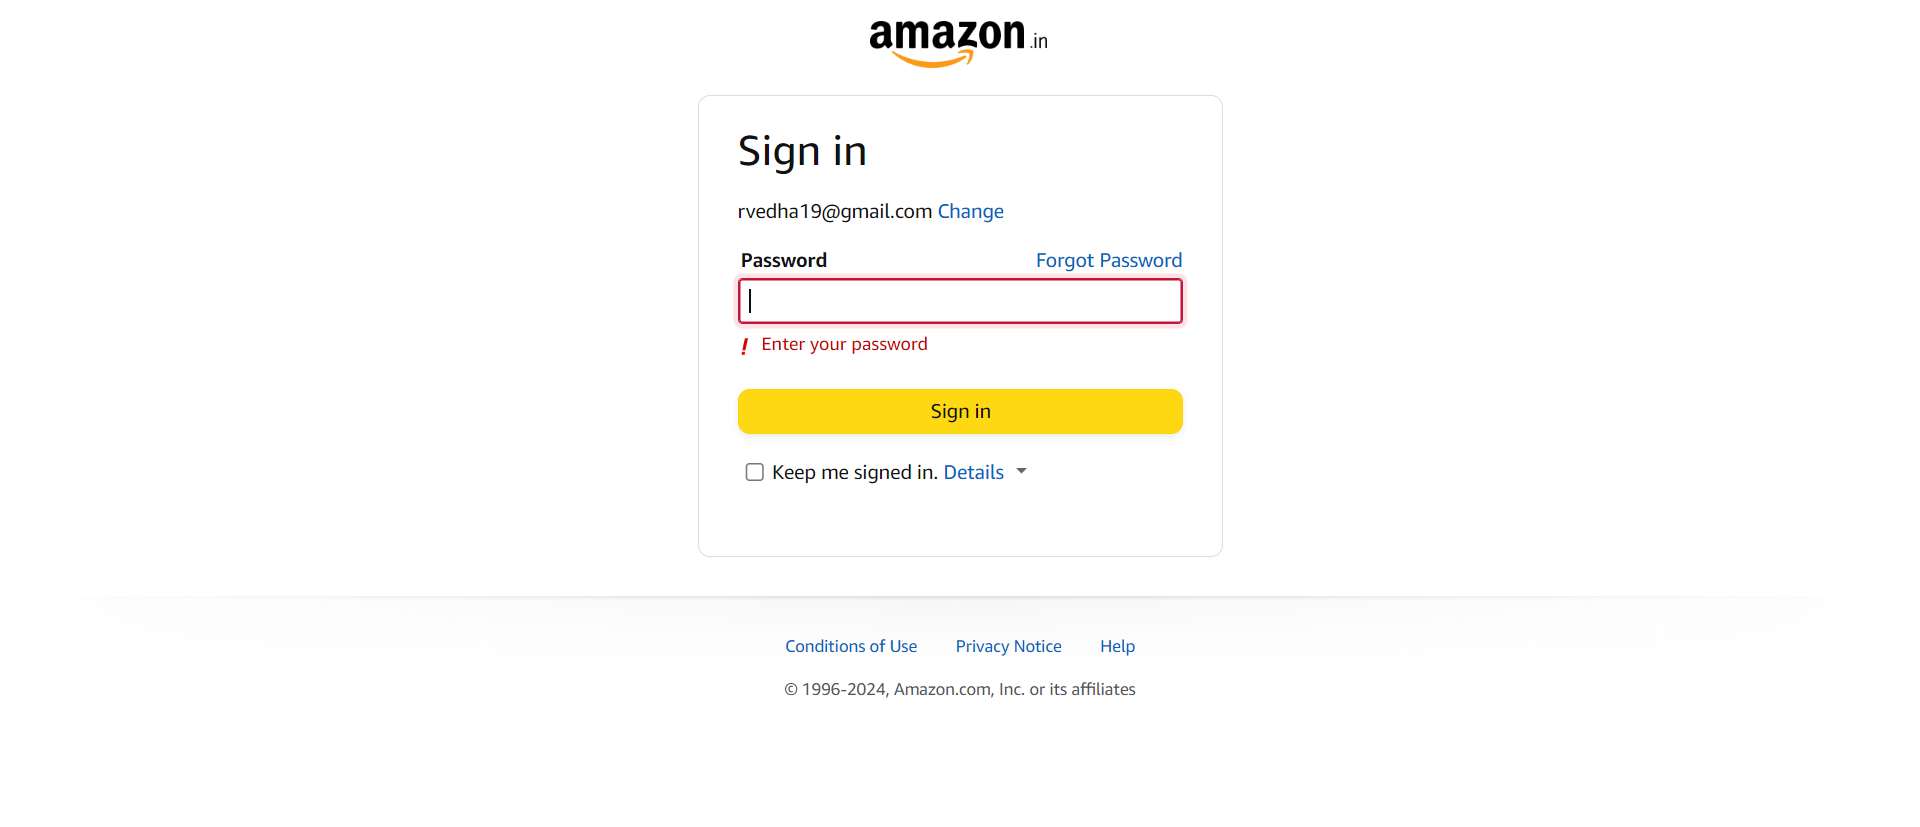 amazon.in
Sign in
rvedha19@gmail.com Change
Password Forgot Password
! Enter your password
Sign in
Keep me signed in. Details
Conditions of Use Privacy Notice Help
© 1996-2024, Amazon.com, Inc. or its affiliates